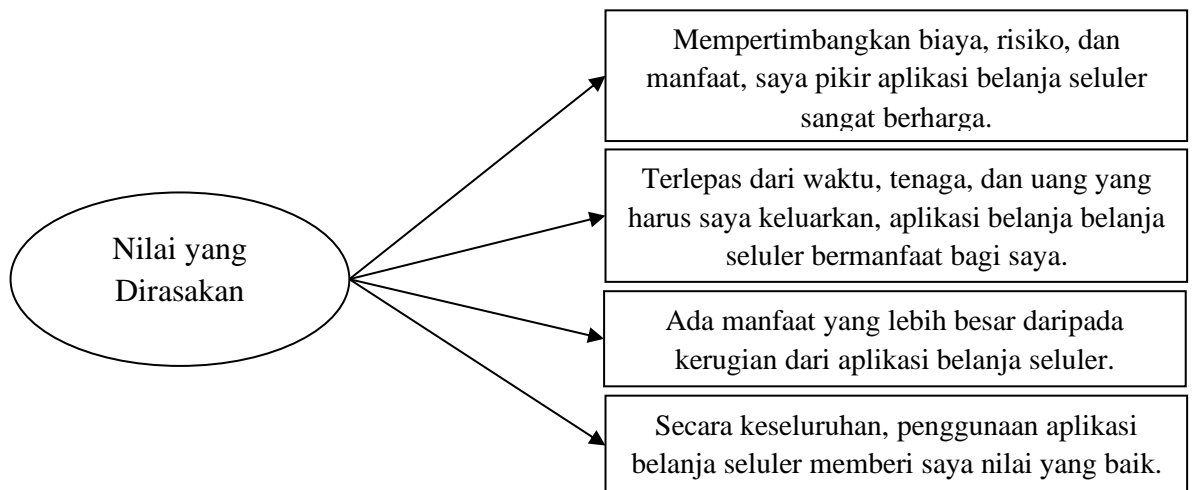 Nilai yang
Dirasakan
Mempertimbangkan biaya, risiko, dan
manfaat, saya pikir aplikasi belanja seluler
sangat berharga.
Terlepas dari waktu, tenaga, dan uang yang
harus saya keluarkan, aplikasi belanja belanja
seluler bermanfaat bagi saya.
Ada manfaat yang lebih besar daripada
kerugian dari aplikasi belanja seluler.
Secara keseluruhan, penggunaan aplikasi
belanja seluler memberi saya nilai yang baik.